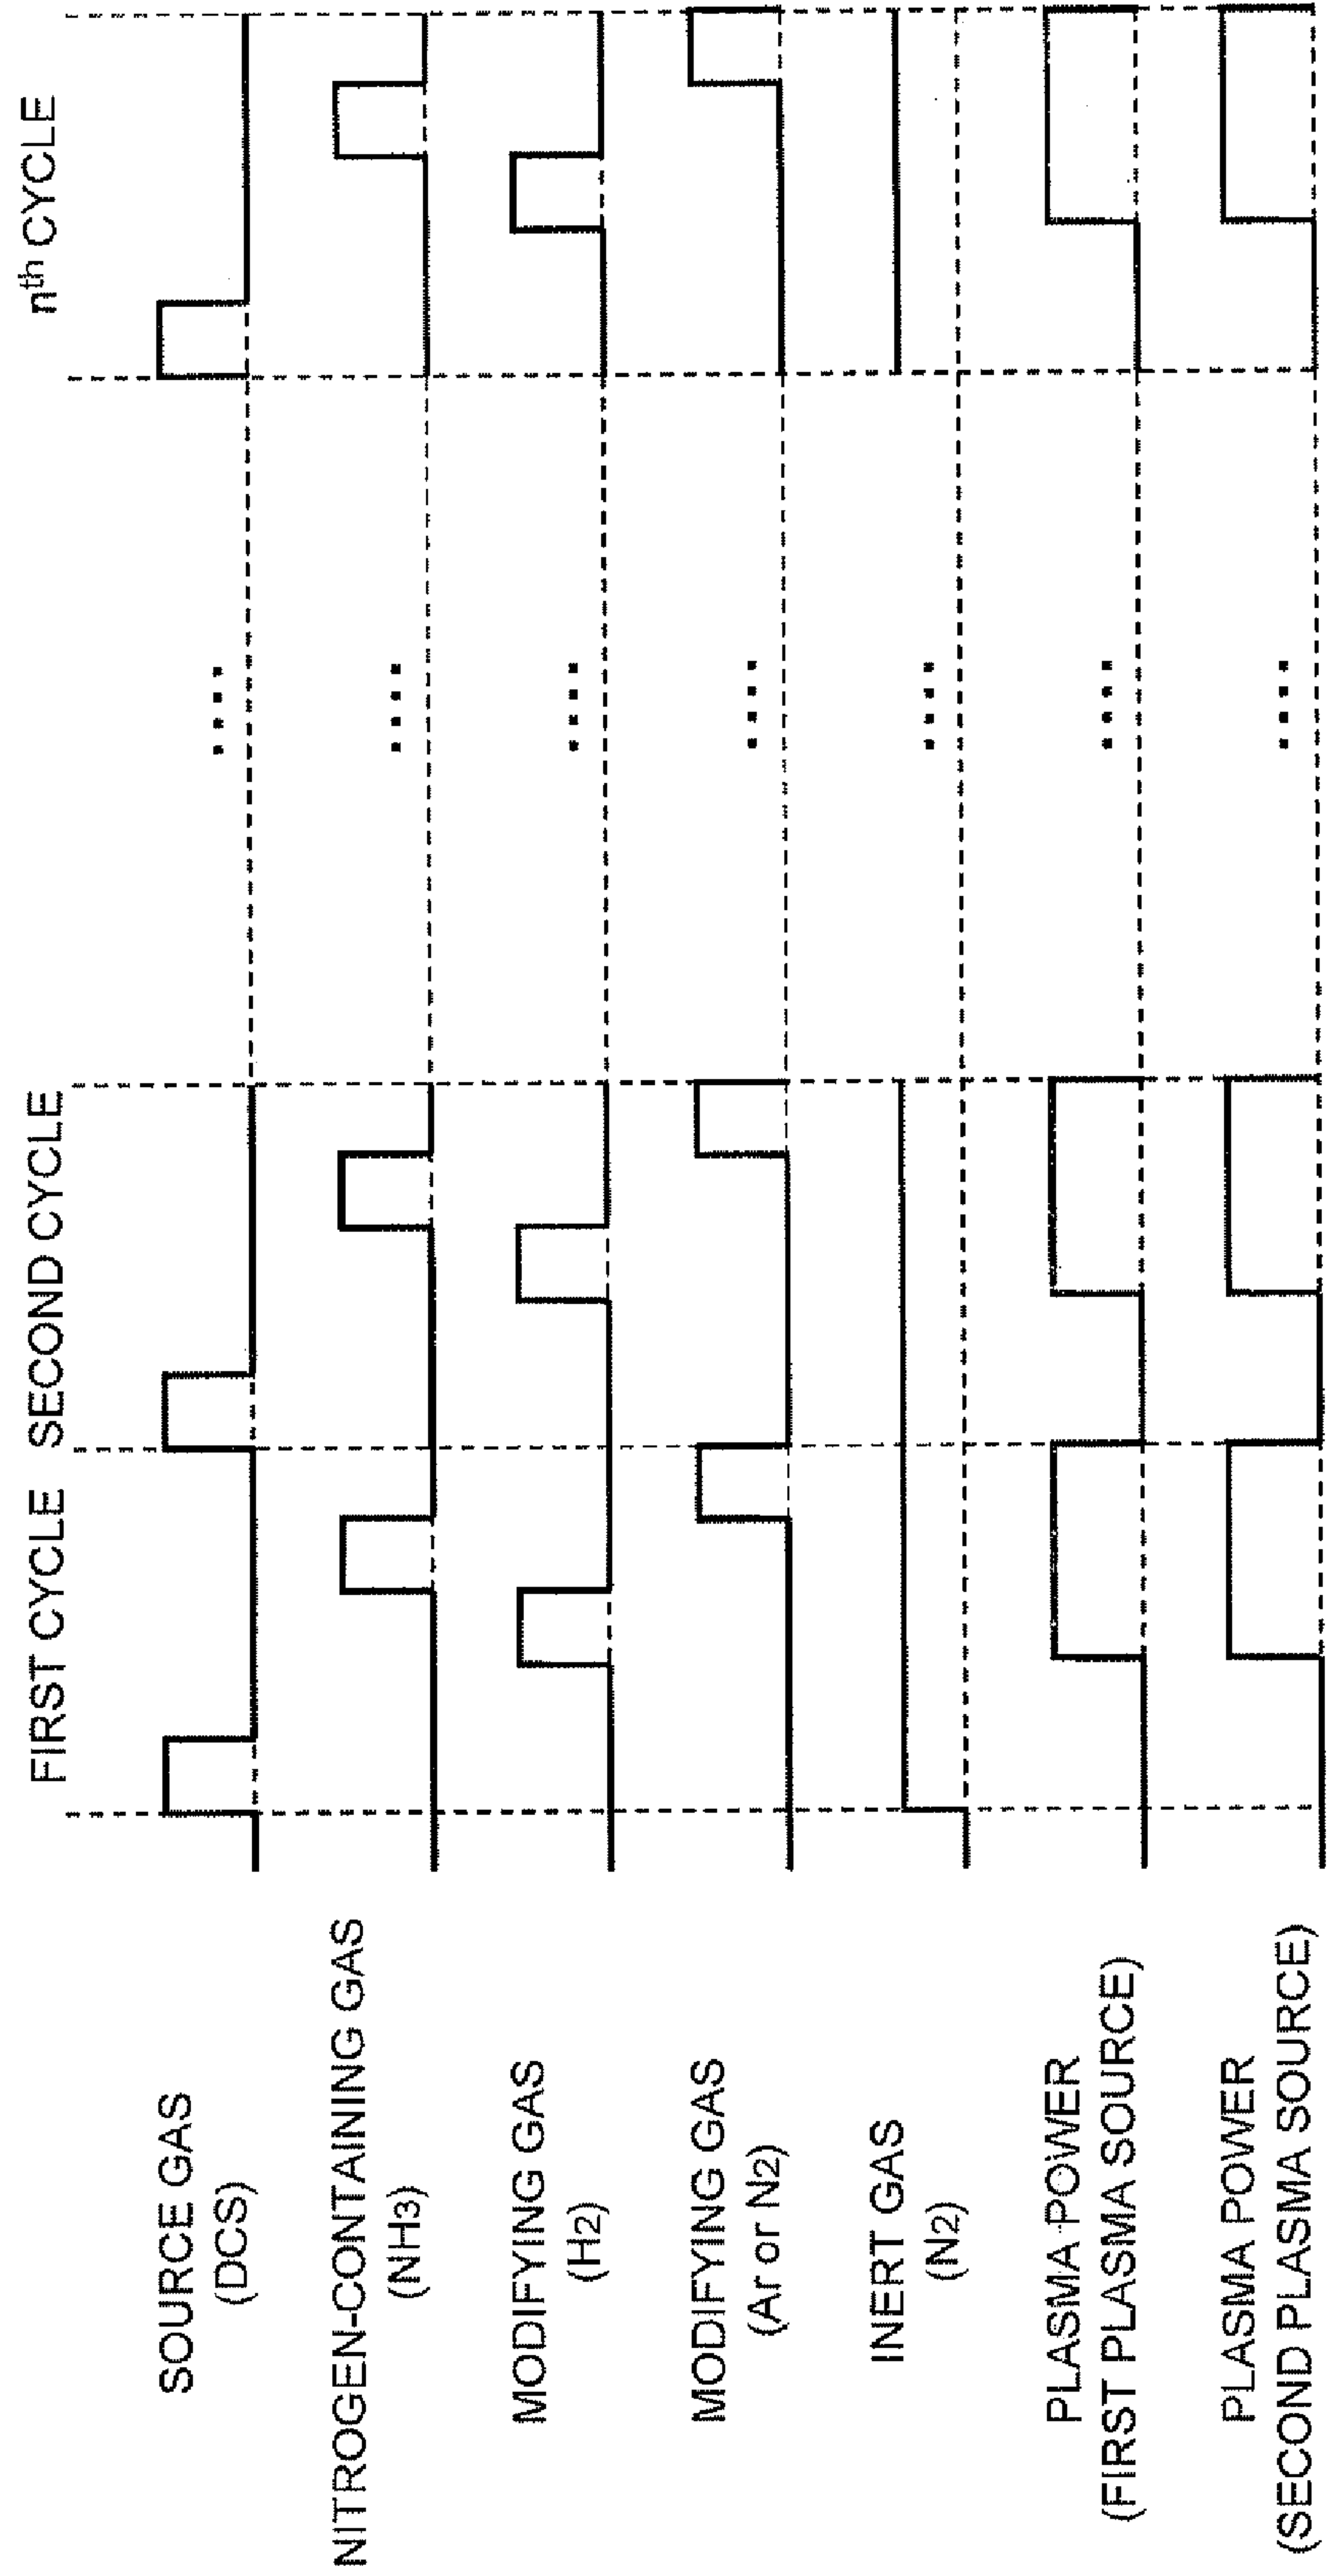 FIRST CYCLE
SECOND CYCLE
nth CYCLE
SOURCE GAS
(DCS)
NITROGEN-CONTAINING GAS
(NH3)
MODIFYING GAS
(H2)
MODIFYING GAS
(Ar or N2)
INERT GAS
(N2)
PLASMA POWER
(FIRST PLASMA SOURCE)
PLASMA POWER
(SECOND PLASMA SOURCE)